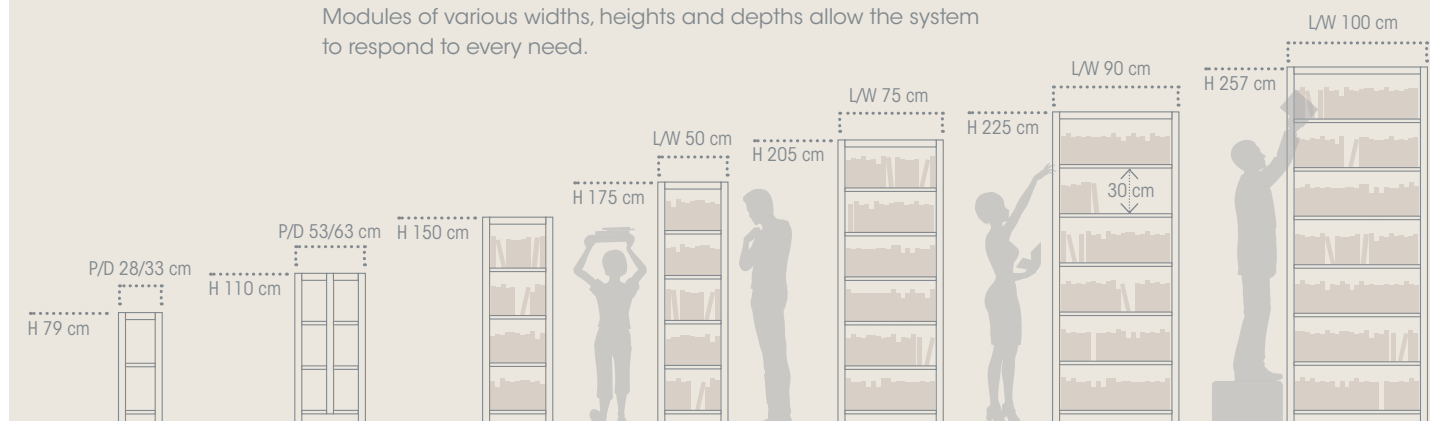 Modules of various widths, heights and depths allow the system
to respond to every need.
P/D 28/33 cm
H 79 cm
P/D 53/63 cm
H 110 cm
H 150 cm
L/W 50 cm
H 175 cm
L/W 75 cm
H 205 cm
L/W 90 cm
H 225 cm
30 cm
L/W 100 cm
H 257 cm